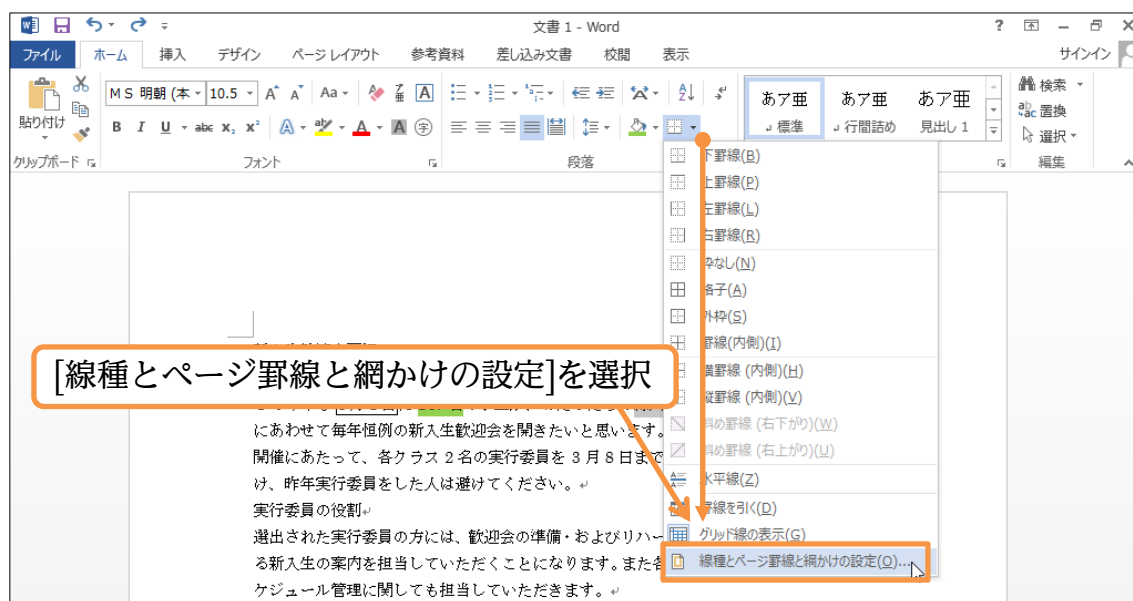 文書 1 - Word
?
ファイル ホーム 挿入 デザイン ページ レイアウト 参考資料 差し込み文書 校閲 表示 サインイン
貼り付け
ＭＳ 明朝 (本 10.5 A A Aa 亜 A
B I U abc x₂ x² A aby A A 字
A Z
あア亜 あア亜 あア亜
標準 行間詰め 見出し 1
検索
置換
選択
クリップボード フォント 段落 編集
下罫線(B)
上罫線(P)
左罫線(L)
右罫線(R)
枠なし(N)
格子(A)
外枠(S)
罫線(内側)(I)
横罫線 (内側)(H)
縦罫線 (内側)(V)
斜め罫線 (右下がり)(W)
斜め罫線 (右上がり)(U)
水平線(Z)
罫線を引く(D)
グリッド線の表示(G)
線種とページ罫線と網かけの設定(O)...
[線種とページ罫線と網かけの設定]を選択
にあわせて毎年恒例の新入生歓迎会を開きたいと思います。
開催にあたって、各クラス 2 名の実行委員を 3 月 8 日まで
け、昨年実行委員をした人は避けてください。
実行委員の役割
選出された実行委員の方には、歓迎会の準備・およびリハー
る新入生の案内を担当していただくことになります。また各
ケジュール管理に関しても担当していただきます。